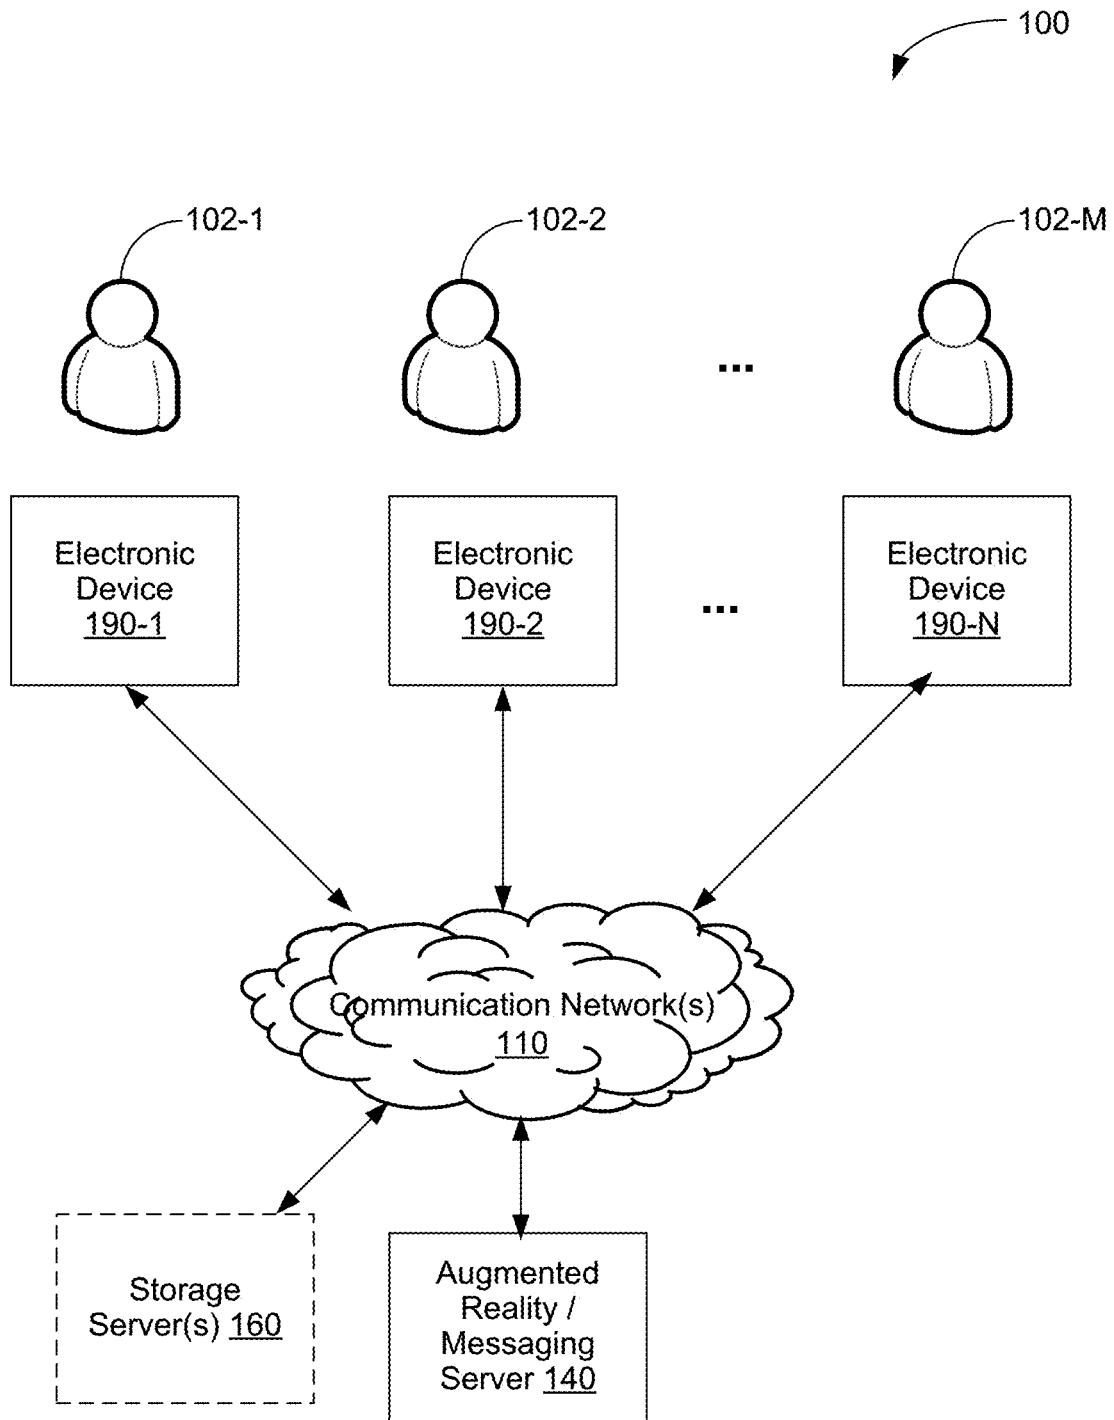 100
102-1
102-2
102-M
...
Electronic
Device
190-1
Electronic
Device
190-2
...
Electronic
Device
190-N
Communication Network(s)
110
Storage
Server(s) 160
Augmented
Reality /
Messaging
Server 140